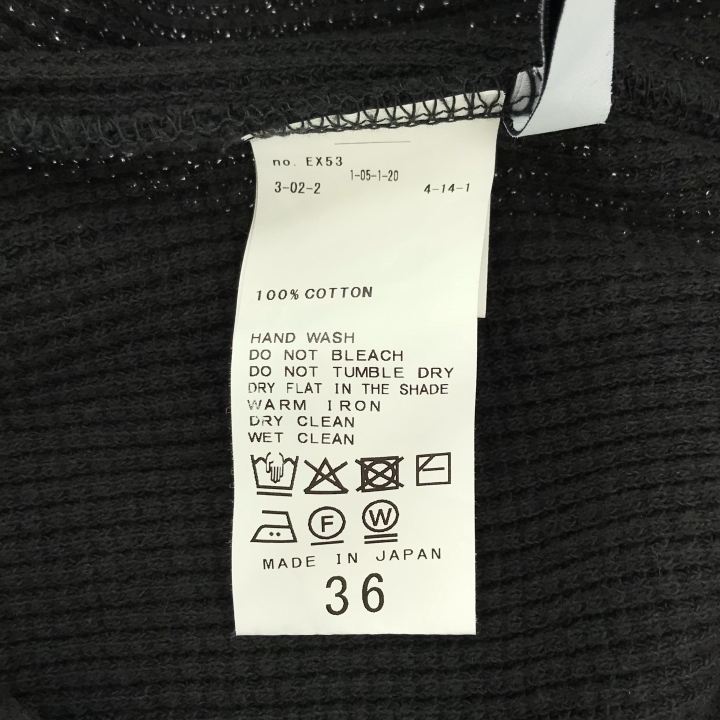 no. EX53
1-05-1-20
3-02-2 4-14-1
100% COTTON
HAND WASH
DO NOT BLEACH
DO NOT TUMBLE DRY
DRY FLAT IN THE SHADE
WARM IRON
DRY CLEAN
WET CLEAN
F W
MADE IN JAPAN
36